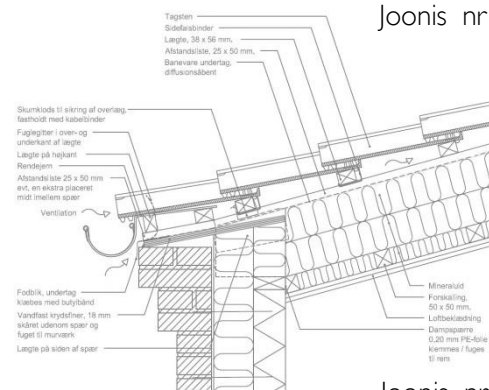 Joonis nr
Tagsten
Sidefalsbinder
Lægte, 38 x 56 mm.
Afstandsliste, 25 x 50 mm.
Banevare undertag,
diffusionsåbent
Skumklods til sikring af overlæg,
fastholdt med kabelbinder
Fuglegitter i over- og
underkant af lægte
Lægte på højkant
Rendejern
Afstandsliste 25 x 50 mm
evt. en ekstra placeret
midt imellem spær
Ventilation
Fodblik, undertag
klæbes med butylbånd
Vandfast krydsfiner, 18 mm
skåret udenom spær og
fuget til murværk
Lægte på siden af spær
Mineraluld
Forskalling,
50 x 50 mm.
Loftbeklædning
Dampspærre
0,20 mm PE-folie
klemmes / fuges
til rem